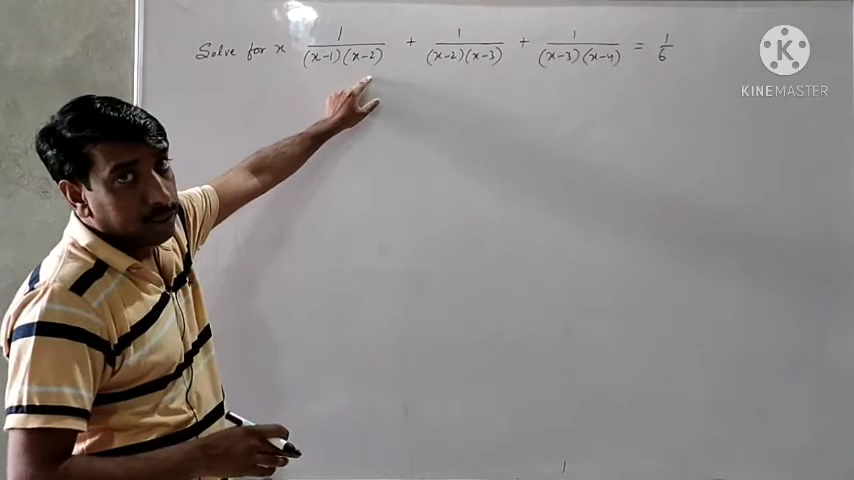 Solve for x 1/((x-1)(x-2)) + 1/((x-2)(x-3)) + 1/((x-3)(x-4)) = 1/6
K
KINEMASTER